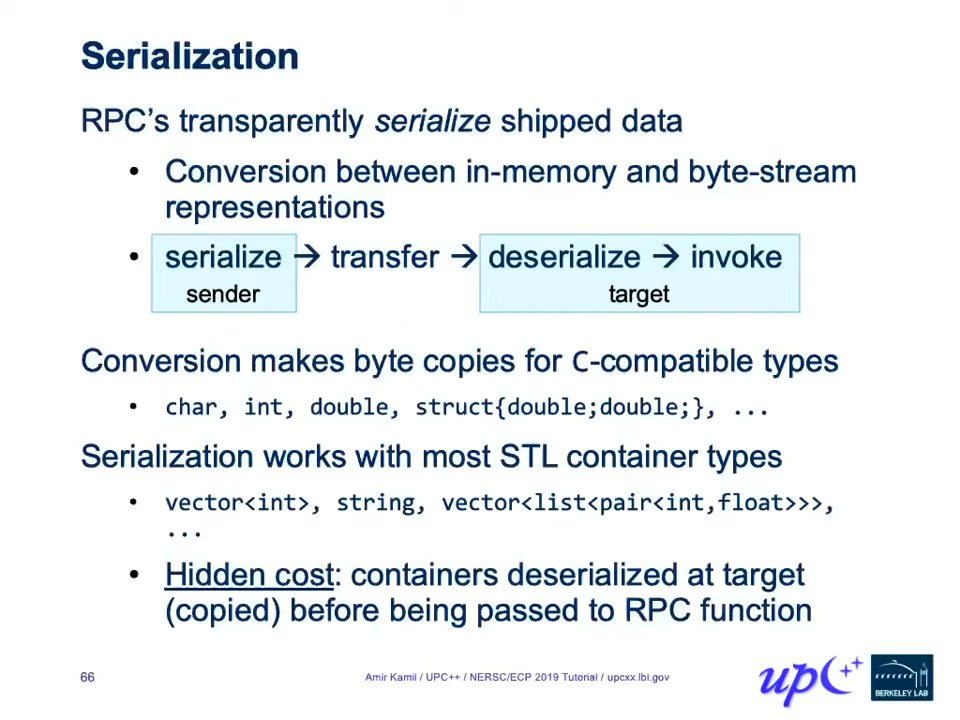 Serialization
RPC's transparently serialize shipped data
• Conversion between in-memory and byte-stream
representations
• serialize → transfer → deserialize → invoke
sender target
Conversion makes byte copies for C-compatible types
• char, int, double, struct{double;double;}, ...
Serialization works with most STL container types
• vector<int>, string, vector<list<pair<int,float>>>,
...
• Hidden cost: containers deserialized at target
(copied) before being passed to RPC function
66
Amir Kamil / UPC++ / NERSC/ECP 2019 Tutorial / upcxx.lbl.gov
upc++
BERKELEY LAB